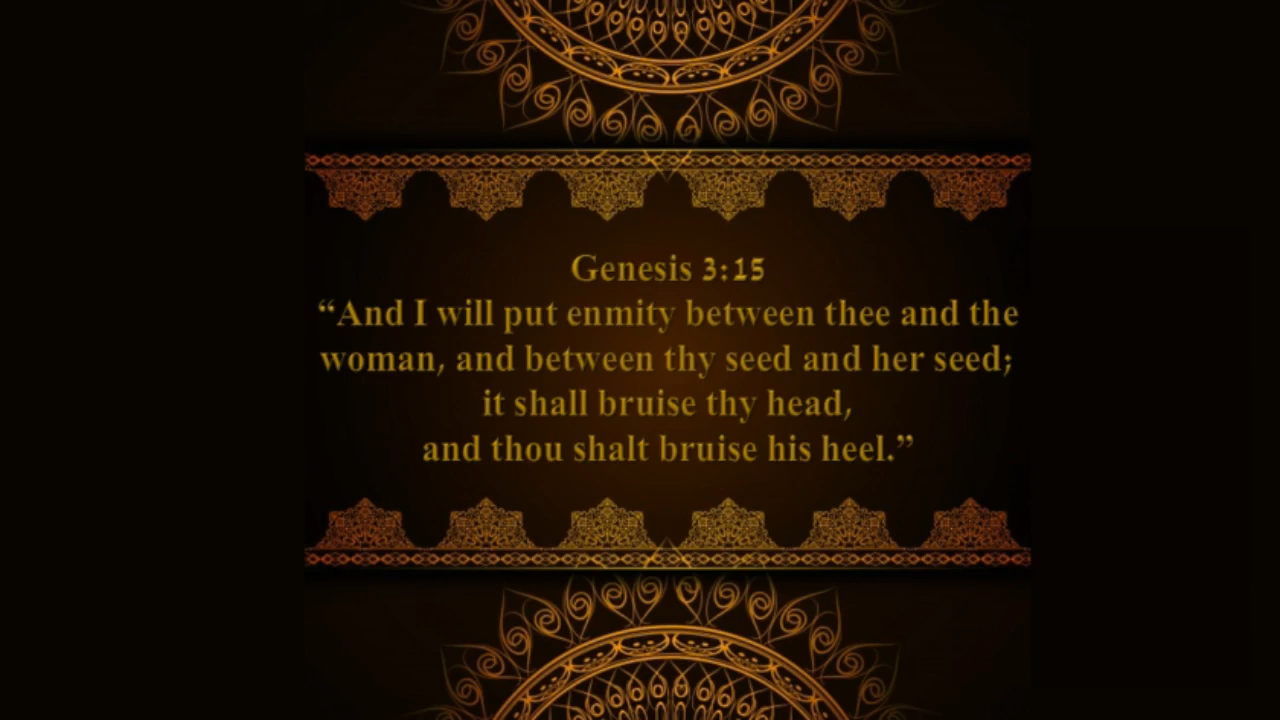 Genesis 3:15
“And I will put enmity between thee and the
woman, and between thy seed and her seed;
it shall bruise thy head,
and thou shalt bruise his heel.”